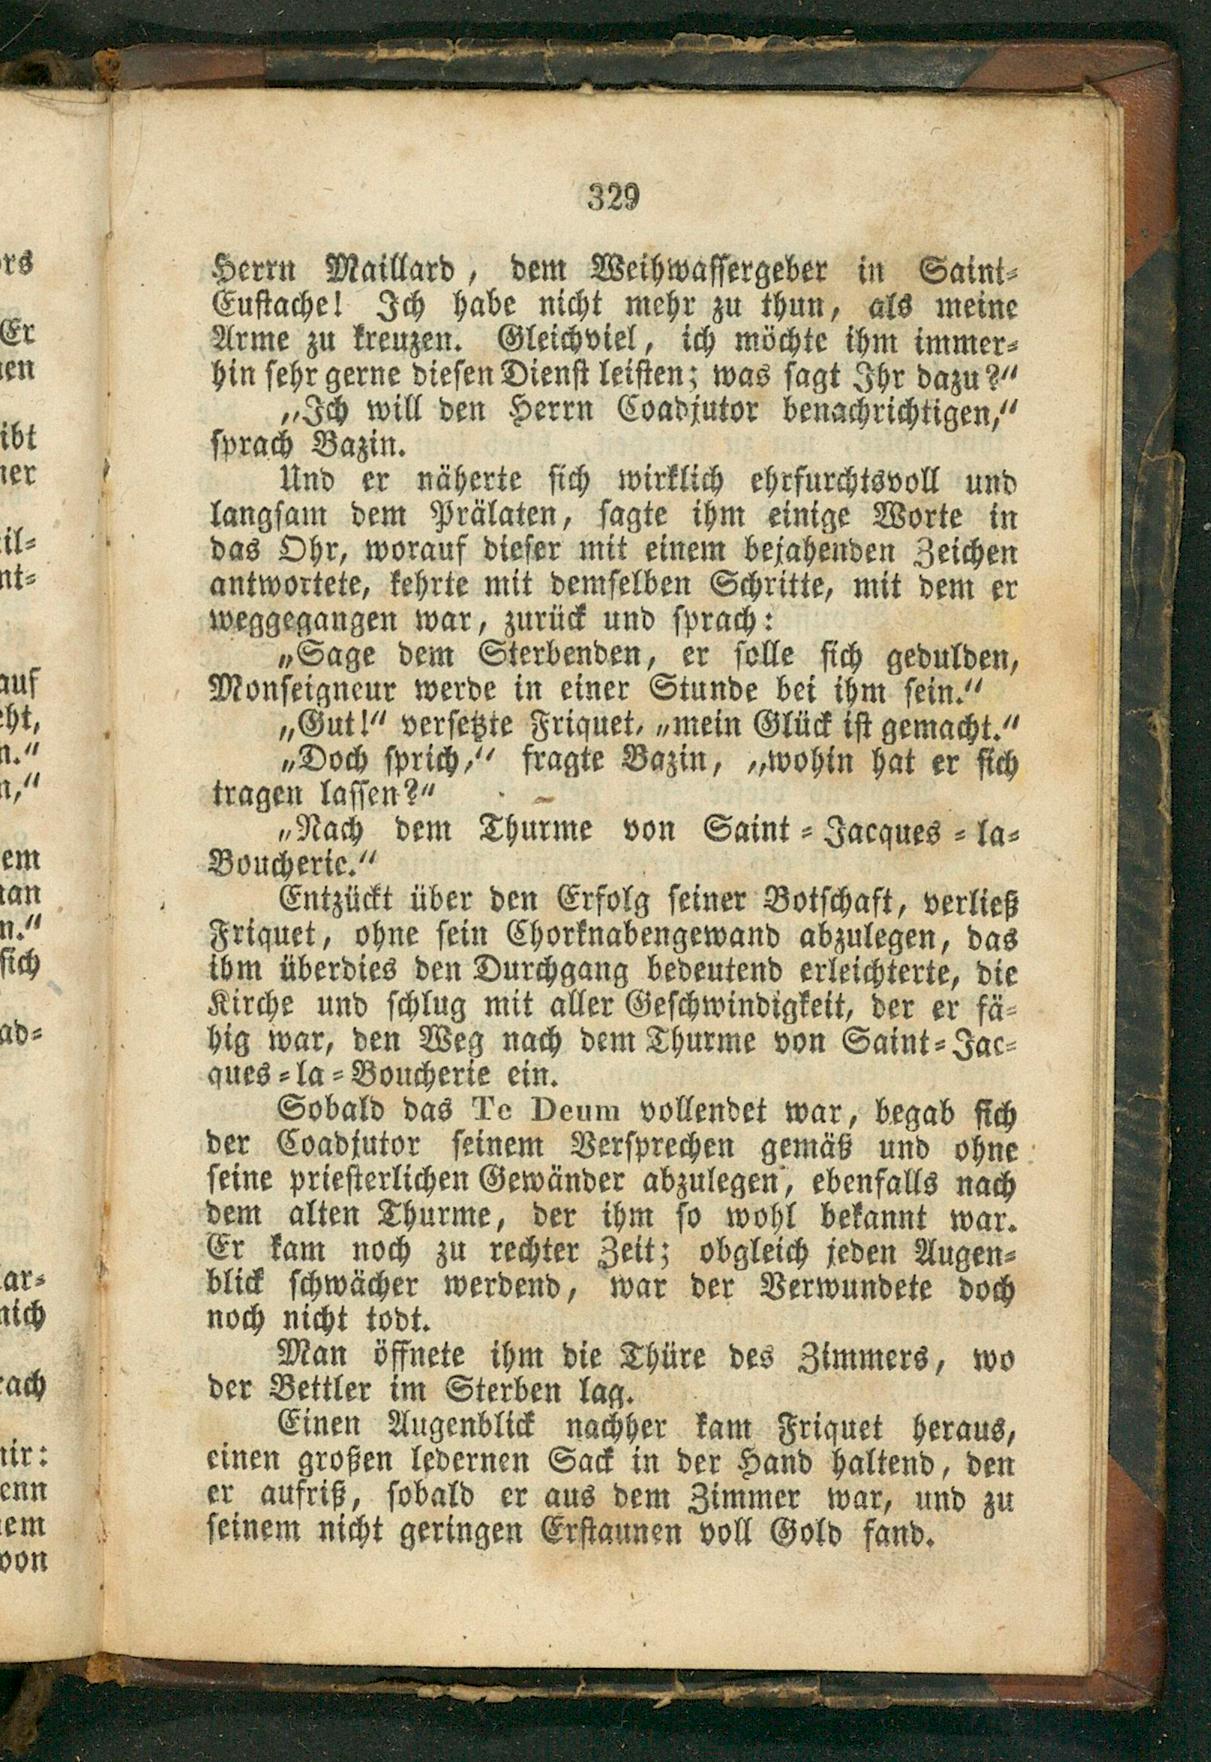 329
Herrn Maillard, dem Weihwassergeber in Saint-
Eustache! Ich habe nicht mehr zu thun, als meine
Arme zu kreuzen. Gleichviel, ich möchte ihm immer-
hin sehr gerne diesen Dienst leisten; was sagt Ihr dazu?“
„Ich will den Herrn Coadjutor benachrichtigen,“
sprach Bazin.
Und er näherte sich wirklich ehrfurchtsvoll und
langsam dem Prälaten, sagte ihm einige Worte in
das Ohr, worauf dieser mit einem bejahenden Zeichen
antwortete, kehrte mit demselben Schritte, mit dem er
weggegangen war, zurück und sprach:
„Sage dem Sterbenden, er solle sich gedulden,
Monseigneur werde in einer Stunde bei ihm sein.“
„Gut!“ versetzte Friquet, „mein Glück ist gemacht.“
„Doch sprich,“ fragte Bazin, „wohin hat er sich
tragen lassen?“
„Nach dem Thurme von Saint-Jacques-la-
Boucherie.“
Entzückt über den Erfolg seiner Botschaft, verließ
Friquet, ohne sein Chorknabengewand abzulegen, das
ihm überdies den Durchgang bedeutend erleichterte, die
Kirche und schlug mit aller Geschwindigkeit, der er fä-
hig war, den Weg nach dem Thurme von Saint-Jac-
ques-la-Boucherie ein.
Sobald das Te Deum vollendet war, begab sich
der Coadjutor seinem Versprechen gemäß und ohne
seine priesterlichen Gewänder abzulegen, ebenfalls nach
dem alten Thurme, der ihm so wohl bekannt war.
Er kam noch zu rechter Zeit; obgleich jeden Augen-
blick schwächer werdend, war der Verwundete doch
noch nicht todt.
Man öffnete ihm die Thüre des Zimmers, wo
der Bettler im Sterben lag.
Einen Augenblick nachher kam Friquet heraus,
einen großen ledernen Sack in der Hand haltend, den
er aufriß, sobald er aus dem Zimmer war, und zu
seinem nicht geringen Erstaunen voll Gold fand.